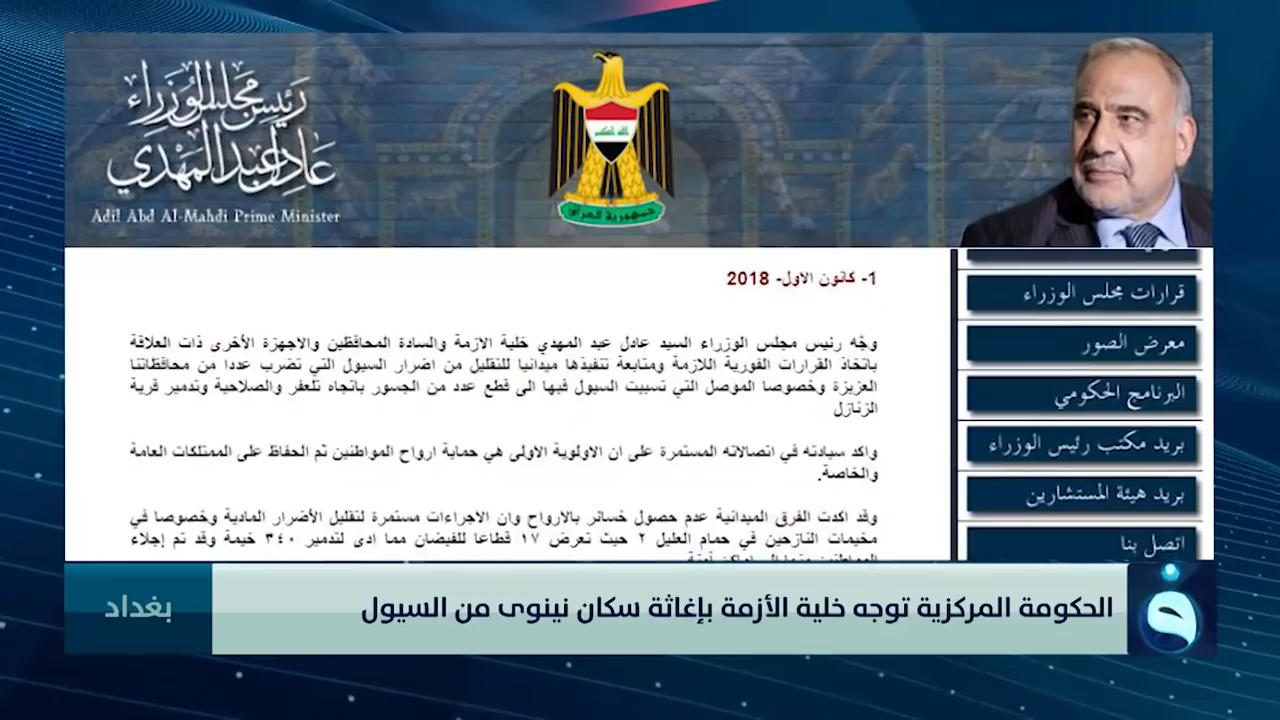 رئيس مجلس الوزراء
عادل عبد المهدي
Adil Abd Al-Mahdi Prime Minister
الله اكبر
جمهورية العراق
1- كانون الاول- 2018
وجّه رئيس مجلس الوزراء السيد عادل عبد المهدي خلية الازمة والسادة المحافظين والاجهزة الأخرى ذات العلاقة
باتخاذ القرارات الفورية اللازمة ومتابعة تنفيذها ميدانيا للتقليل من اضرار السيول التي تضرب عددا من محافظاتنا
العزيزة وخصوصا الموصل التي تسببت السيول فيها الى قطع عدد من الجسور باتجاه تلعفر والصلاحية وتدمير قرية
الزنازل
واكد سيادته في اتصالاته المستمرة على ان الاولوية الاولى هي حماية ارواح المواطنين ثم الحفاظ على الممتلكات العامة
والخاصة.
وقد اكدت الفرق الميدانية عدم حصول خسائر بالارواح وان الاجراءات مستمرة لتقليل الأضرار المادية وخصوصا في
مخيمات النازحين في حمام العليل ٢ حيث تعرض ١٧ قطاعا للفيضان مما ادى لتدمير ٣٤٠ خيمة وقد تم إجلاء
قرارات مجلس الوزراء
معرض الصور
البرنامج الحكومي
بريد مكتب رئيس الوزراء
بريد هيئة المستشارين
اتصل بنا
الحكومة المركزية توجه خلية الأزمة بإغاثة سكان نينوى من السيول
بغداد